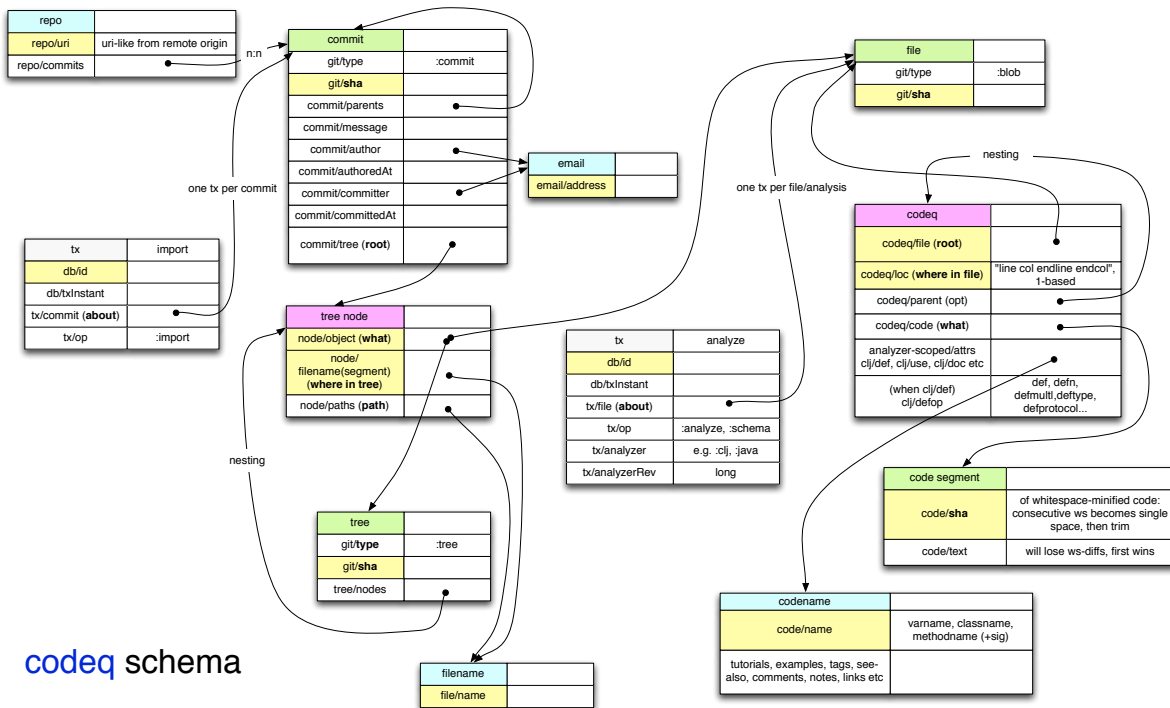 repo
repo/uri
uri-like from remote origin
repo/commits
n:n
commit
git/type
:commit
git/sha
commit/parents
commit/message
commit/author
commit/authoredAt
commit/committer
commit/committedAt
commit/tree (root)
one tx per commit
email
email/address
file
git/type
:blob
git/sha
nesting
one tx per file/analysis
codeq
codeq/file (root)
codeq/loc (where in file)
"line col endline endcol",
1-based
codeq/parent (opt)
codeq/code (what)
analyzer-scoped/attrs
clj/def, clj/use, clj/doc etc
(when clj/def)
clj/defop
def, defn,
defmultl,deftype,
defprotocol...
tx
import
db/id
db/txInstant
tx/commit (about)
tx/op
:import
tree node
node/object (what)
node/
filename(segment)
(where in tree)
node/paths (path)
nesting
tx
analyze
db/id
db/txInstant
tx/file (about)
tx/op
:analyze, :schema
tx/analyzer
e.g. :clj, :java
tx/analyzerRev
long
code segment
code/sha
of whitespace-minified code:
consecutive ws becomes single
space, then trim
code/text
will lose ws-diffs, first wins
tree
git/type
:tree
git/sha
tree/nodes
codename
code/name
varname, classname,
methodname (+sig)
tutorials, examples, tags, see-
also, comments, notes, links etc
filename
file/name
codeq schema